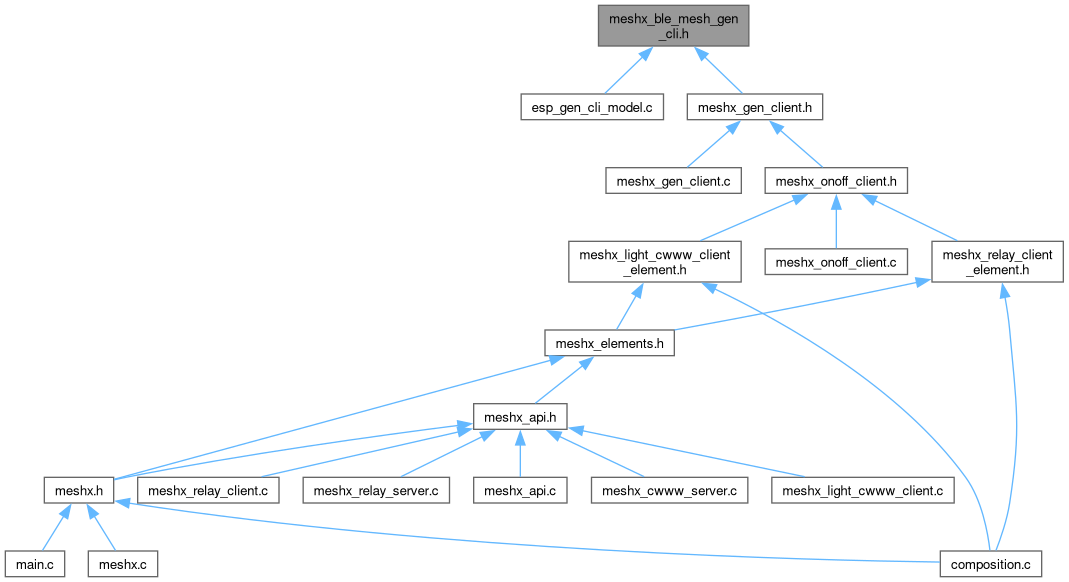 meshx_ble_mesh_gen
_cli.h
esp_gen_cli_model.c
meshx_gen_client.h
meshx_gen_client.c
meshx_onoff_client.h
meshx_light_cwww_client
_element.h
meshx_onoff_client.c
meshx_relay_client
_element.h
meshx_elements.h
meshx_api.h
meshx.h
meshx_relay_client.c
meshx_relay_server.c
meshx_api.c
meshx_cwww_server.c
meshx_light_cwww_client.c
main.c
meshx.c
composition.c